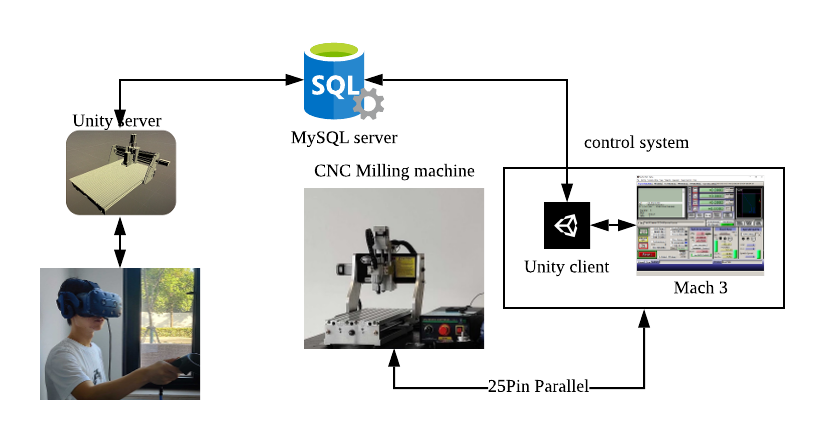 SQL
Unity server
MySQL server
control system
CNC Milling machine
Unity client
Mach 3
25Pin Parallel